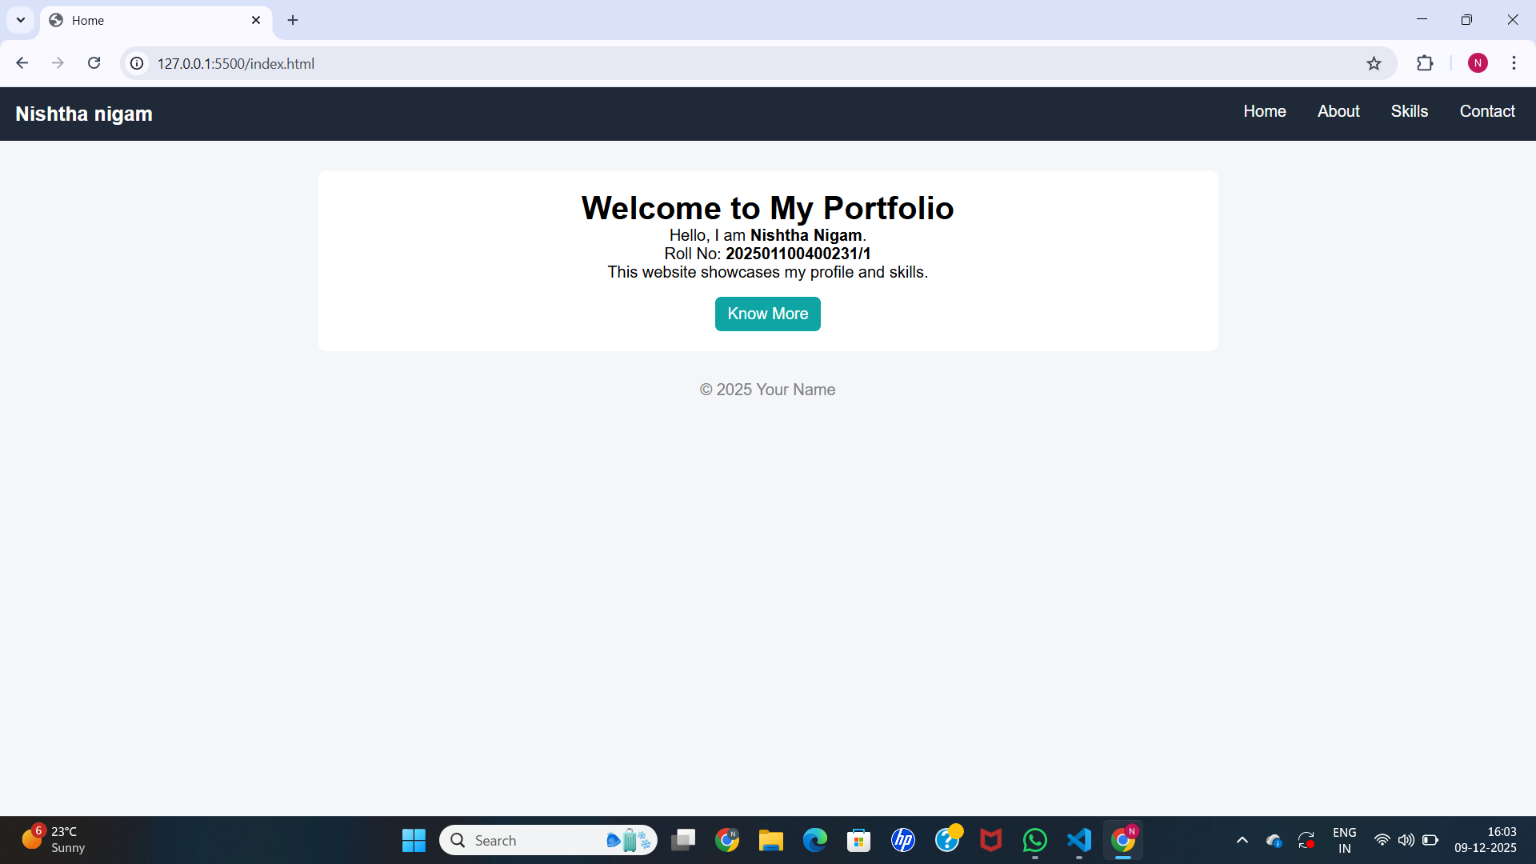 Home
127.0.0.1:5500/index.html
N
Nishtha nigam
Home About Skills Contact
Welcome to My Portfolio
Hello, I am Nishtha Nigam.
Roll No: 202501100400231/1
This website showcases my profile and skills.
Know More
© 2025 Your Name
6
23°C
Sunny
Search
N
hp
?
N
ENG
IN
16:03
09-12-2025